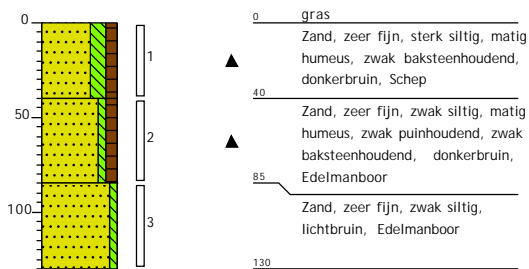 0
50
100
1
2
3
0 gras
Zand, zeer fijn, sterk siltig, matig
humeus, zwak baksteenhoudend,
donkerbruin, Schep
40
Zand, zeer fijn, zwak siltig, matig
humeus, zwak puinhoudend, zwak
baksteenhoudend, donkerbruin,
Edelmanboor
85
Zand, zeer fijn, zwak siltig,
lichtbruin, Edelmanboor
130